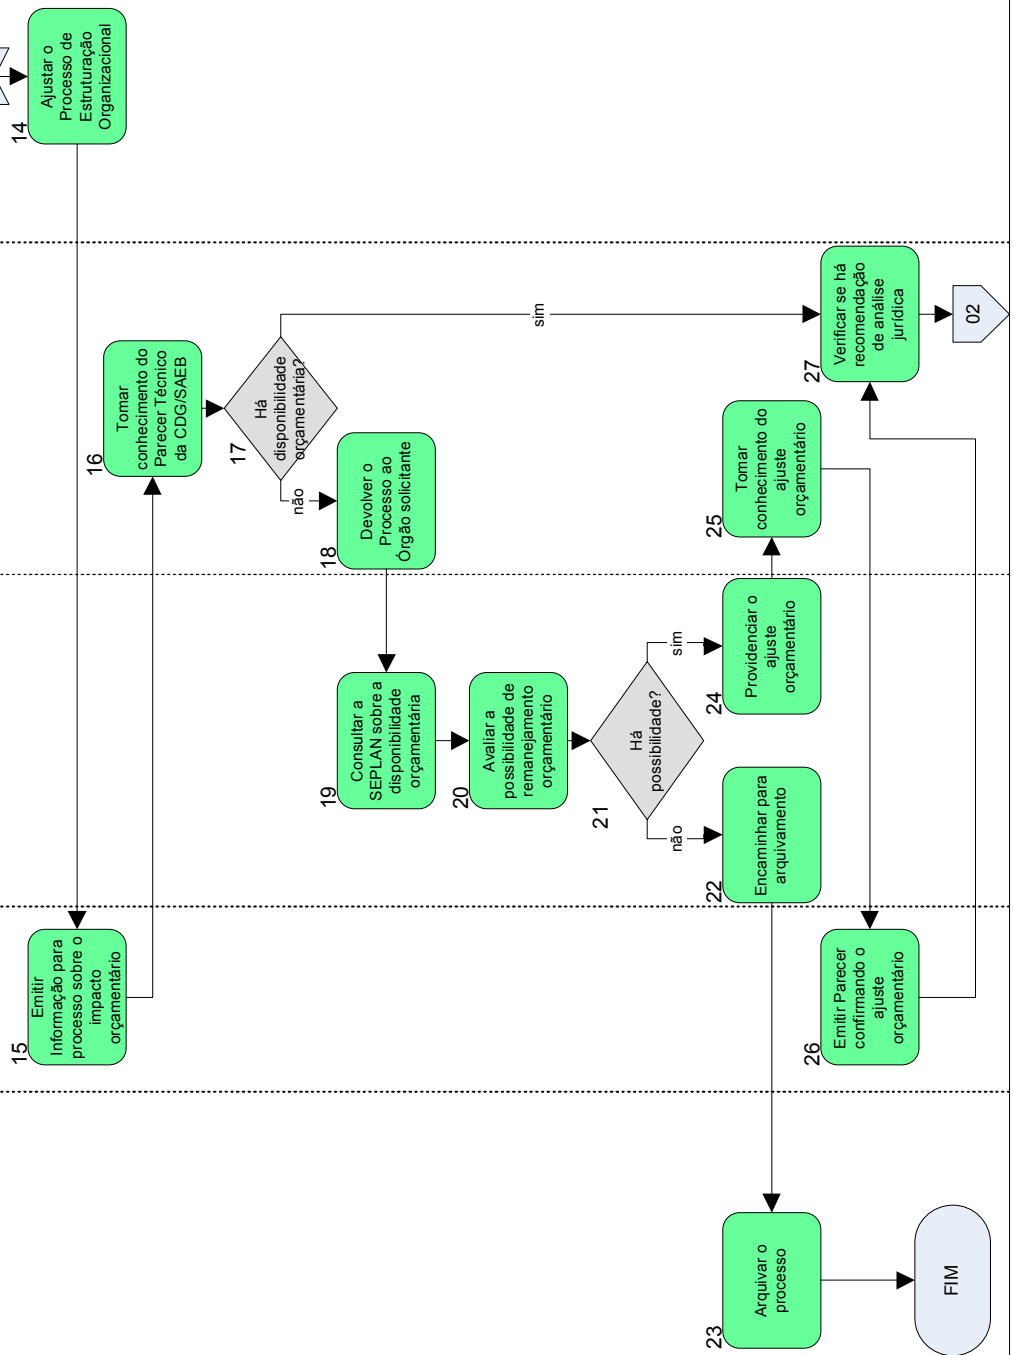 14
Ajustar o
Processo de
Estruturação
Organizacional
15
Emitir
Informação para
processo sobre o
impacto
orçamentário
16
Tomar
conhecimento do
Parecer Técnico
da CDG/SAEB
17
Há
disponibilidade
orçamentária?
sim
não
18
Devolver o
Processo ao
Órgão solicitante
19
Consultar a
SEPLAN sobre a
disponibilidade
orçamentária
20
Avaliar a
possibilidade de
remanejamento
orçamentário
21
Há
possibilidade?
sim
não
22
Encaminhar para
arquivamento
23
Arquivar o
processo
FIM
24
Providenciar o
ajuste
orçamentário
25
Tomar
conhecimento do
ajuste
orçamentário
26
Emitir Parecer
confirmando o
ajuste
orçamentário
27
Verificar se há
recomendação
de análise
jurídica
02